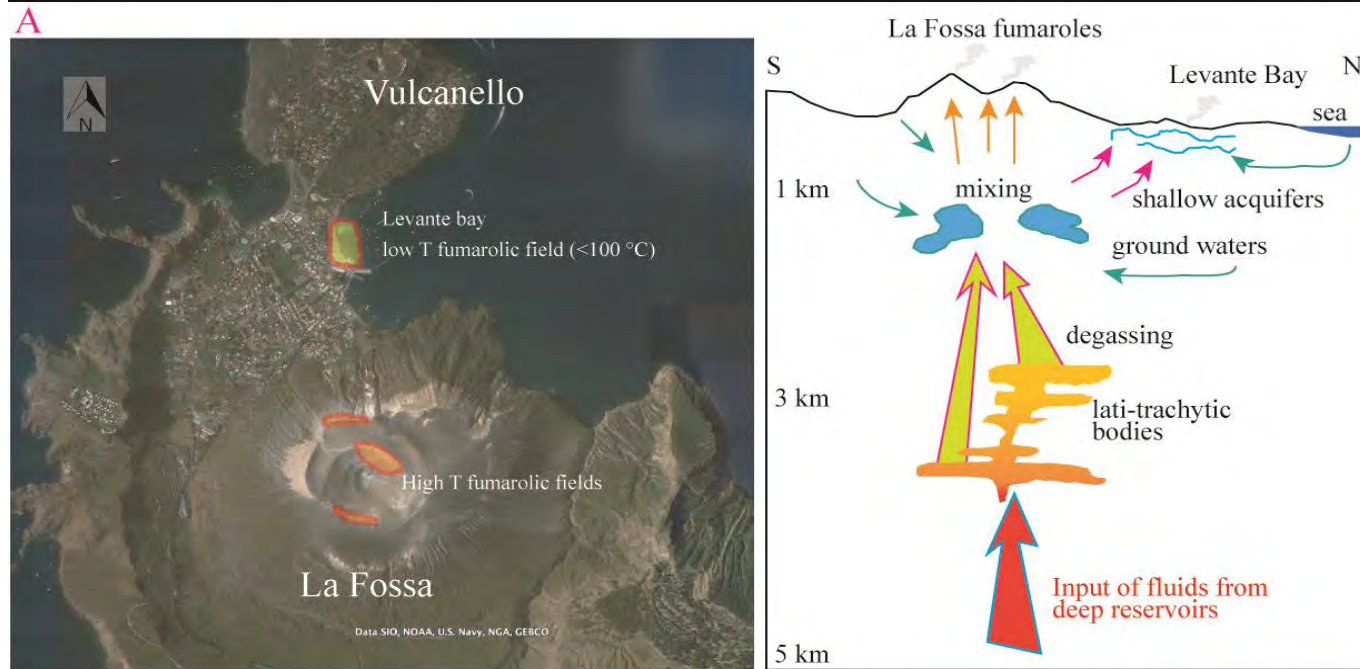 A
Vulcanello
N
Levante bay
low T fumarolic field (<100 °C)
High T fumarolic fields
La Fossa
Data SIO, NOAA, U.S. Navy, NGA, GEBCO
La Fossa fumaroles
S
Levante Bay
N
sea
1 km
mixing
shallow acquifers
ground waters
degassing
3 km
lati-trachytic
bodies
Input of fluids from
deep reservoirs
5 km